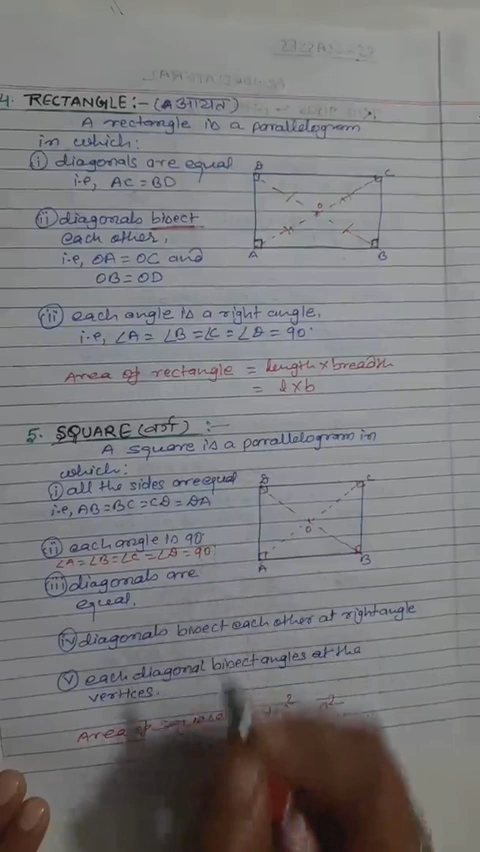 4. RECTANGLE:- (आयत)
A rectangle is a parallelogram
in which:
(i) diagonals are equal
i.e, AC = BD
(ii) diagonals bisect
each other,
i.e, OA = OC and
OB = OD
D C
O
A B
(iii) each angle is a right angle.
i.e, ∠A = ∠B = ∠C = ∠D = 90°
Area of rectangle = length × breadth
= l × b
5. SQUARE (वर्ग) :-
A square is a parallelogram in
which:
(i) all the sides are equal
i.e, AB = BC = CD = DA
(ii) each angle is 90
∠A = ∠B = ∠C = ∠D = 90°
(iii) diagonals are
equal.
D C
O
A B
(iv) diagonals bisect each other at right angle
(v) each diagonal bisect angles at the
vertices.
Area of square